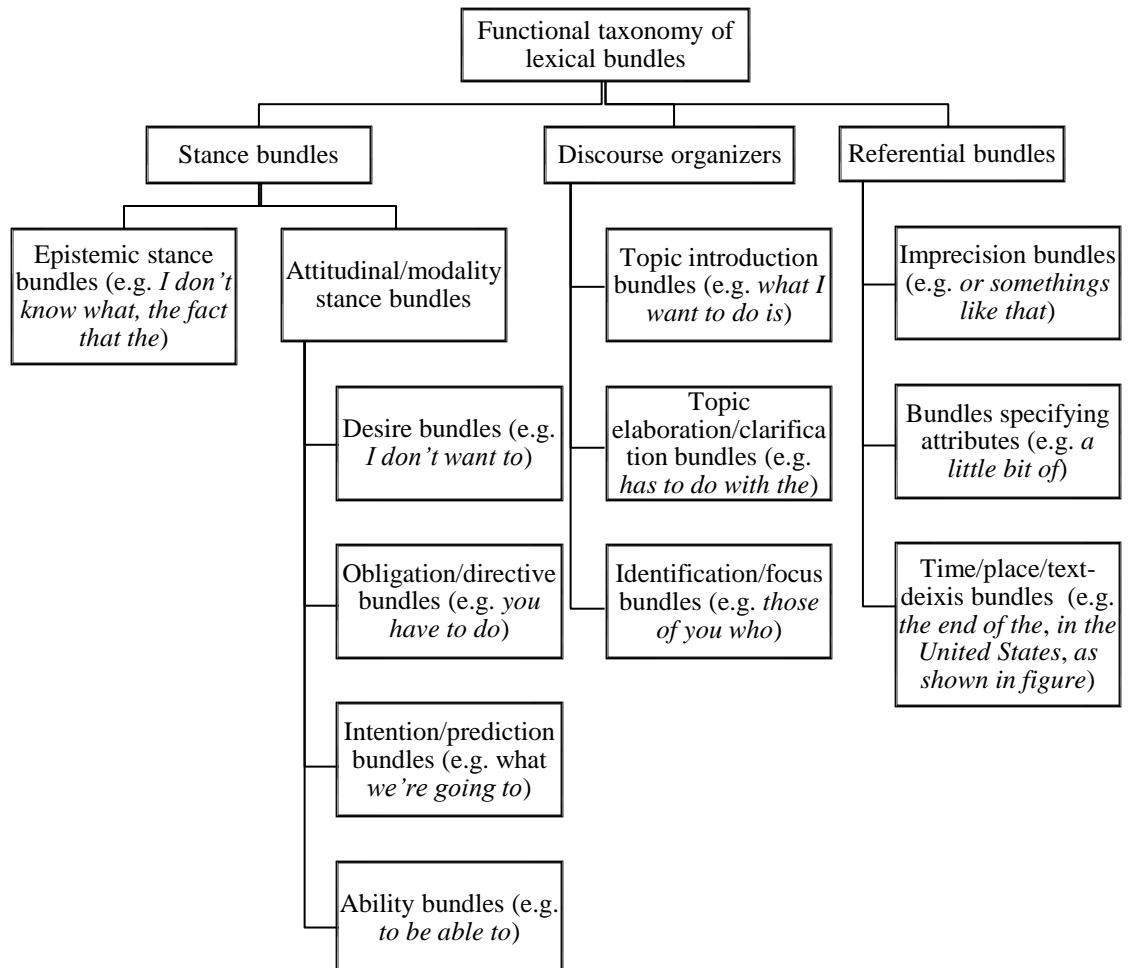 Functional taxonomy of
lexical bundles
Stance bundles
Discourse organizers
Referential bundles
Epistemic stance
bundles (e.g. I don’t
know what, the fact
that the)
Attitudinal/modality
stance bundles
Topic introduction
bundles (e.g. what I
want to do is)
Imprecision bundles
(e.g. or somethings
like that)
Desire bundles (e.g.
I don’t want to)
Topic
elaboration/clarifica
tion bundles (e.g.
has to do with the)
Bundles specifying
attributes (e.g. a
little bit of)
Obligation/directive
bundles (e.g. you
have to do)
Identification/focus
bundles (e.g. those
of you who)
Time/place/text-
deixis bundles (e.g.
the end of the, in the
United States, as
shown in figure)
Intention/prediction
bundles (e.g. what
we’re going to)
Ability bundles (e.g.
to be able to)